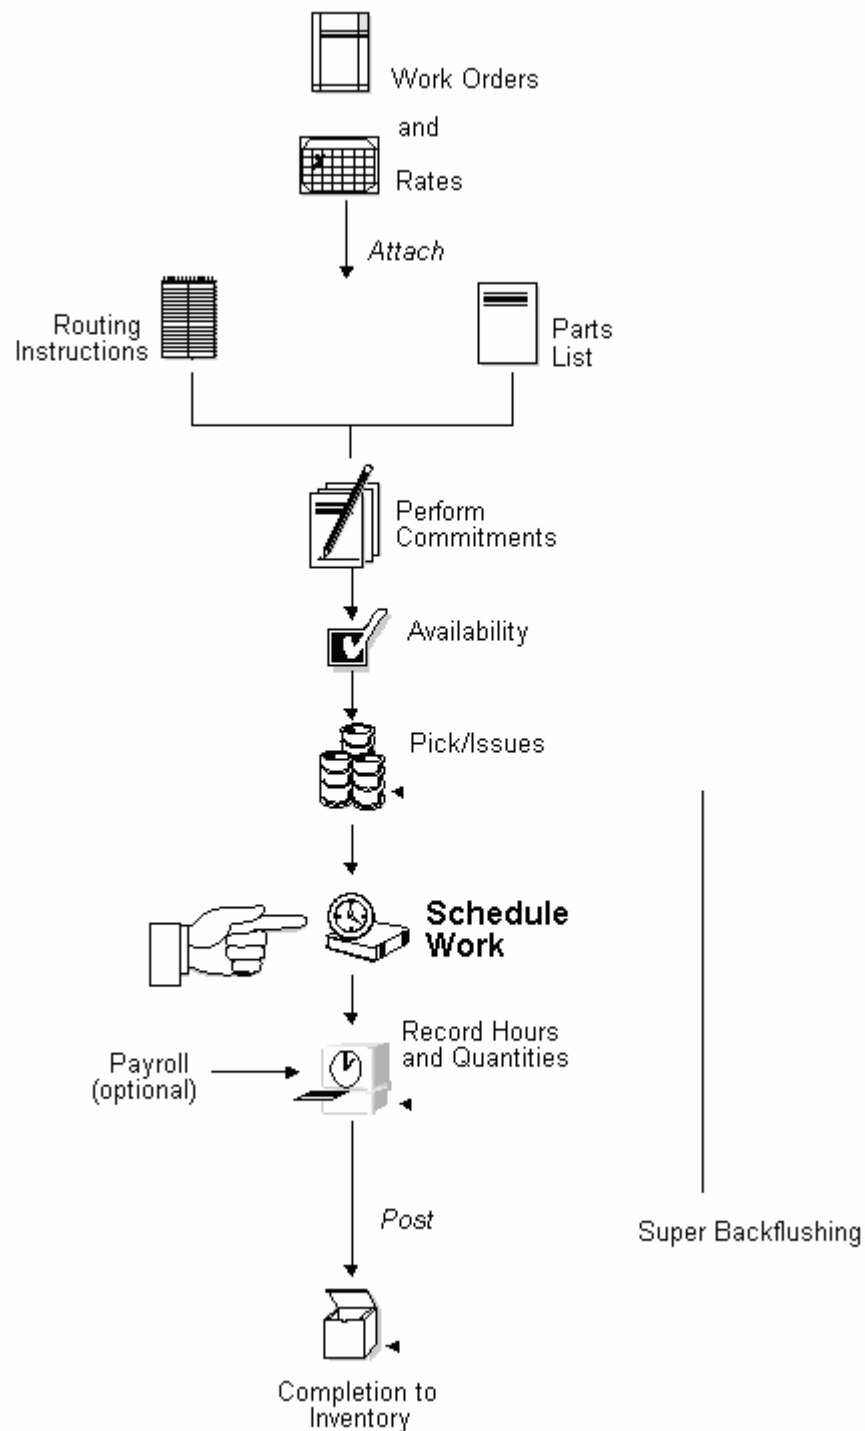 Work Orders
and
Rates
Attach
Routing
Instructions
Parts
List
Perform
Commitments
Availability
Pick/Issues
Schedule
Work
Record Hours
and Quantities
Payroll
(optional)
Post
Super Backflushing
Completion to
Inventory